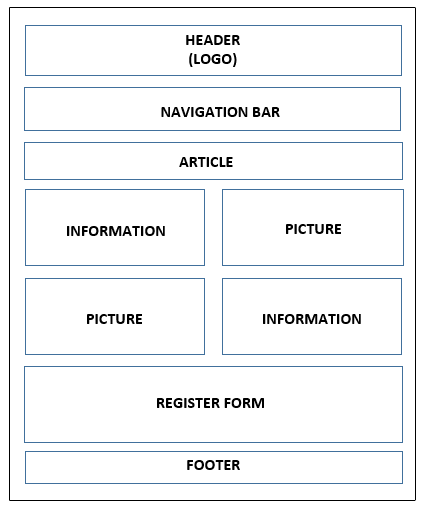 HEADER
(LOGO)
NAVIGATION BAR
ARTICLE
INFORMATION
PICTURE
PICTURE
INFORMATION
REGISTER FORM
FOOTER